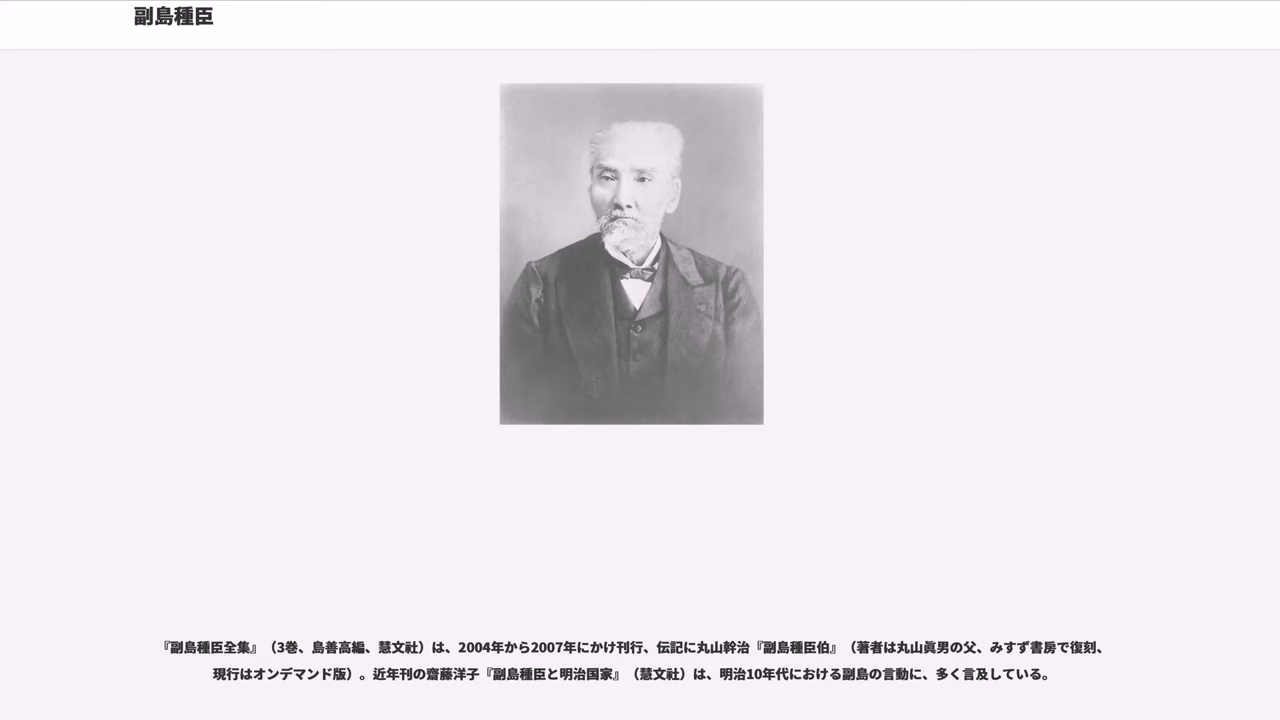 副島種臣
『副島種臣全集』（3巻、島善高編、慧文社）は、2004年から2007年にかけ刊行、伝記に丸山幹治『副島種臣伯』（著者は丸山眞男の父、みすず書房で復刻、
現行はオンデマンド版）。近年刊の齋藤洋子『副島種臣と明治国家』（慧文社）は、明治10年代における副島の言動に、多く言及している。